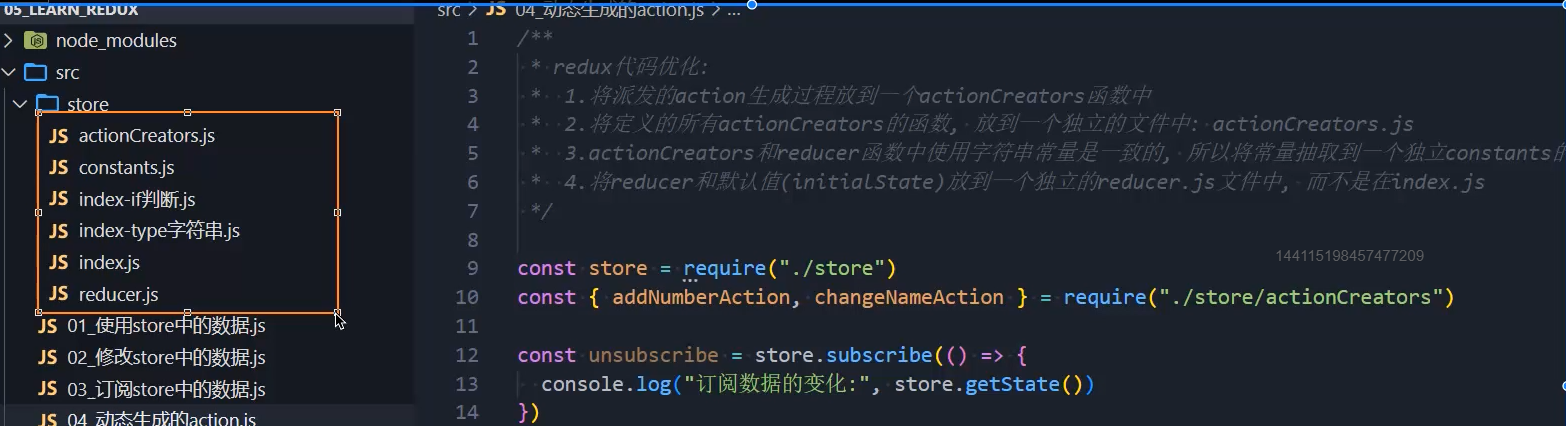 05_LEARN_REDUX
node_modules
src
store
actionCreators.js
constants.js
index-if判断.js
index-type字符串.js
index.js
reducer.js
01_使用store中的数据.js
02_修改store中的数据.js
03_订阅store中的数据.js
04_动态生成的action.js
src > JS 04_动态生成的action.js > ...
1 /**
2 * redux代码优化:
3 * 1.将派发的action生成过程放到一个actionCreators函数中
4 * 2.将定义的所有actionCreators的函数, 放到一个独立的文件中: actionCreators.js
5 * 3.actionCreators和reducer函数中使用字符串常量是一致的, 所以将常量抽取到一个独立constants的
6 * 4.将reducer和默认值(initialState)放到一个独立的reducer.js文件中, 而不是在index.js
7 */
8
9 const store = require("./store")
10 const { addNumberAction, changeNameAction } = require("./store/actionCreators")
11
12 const unsubscribe = store.subscribe(() => {
13 console.log("订阅数据的变化:", store.getState())
14 })
144115198457477209